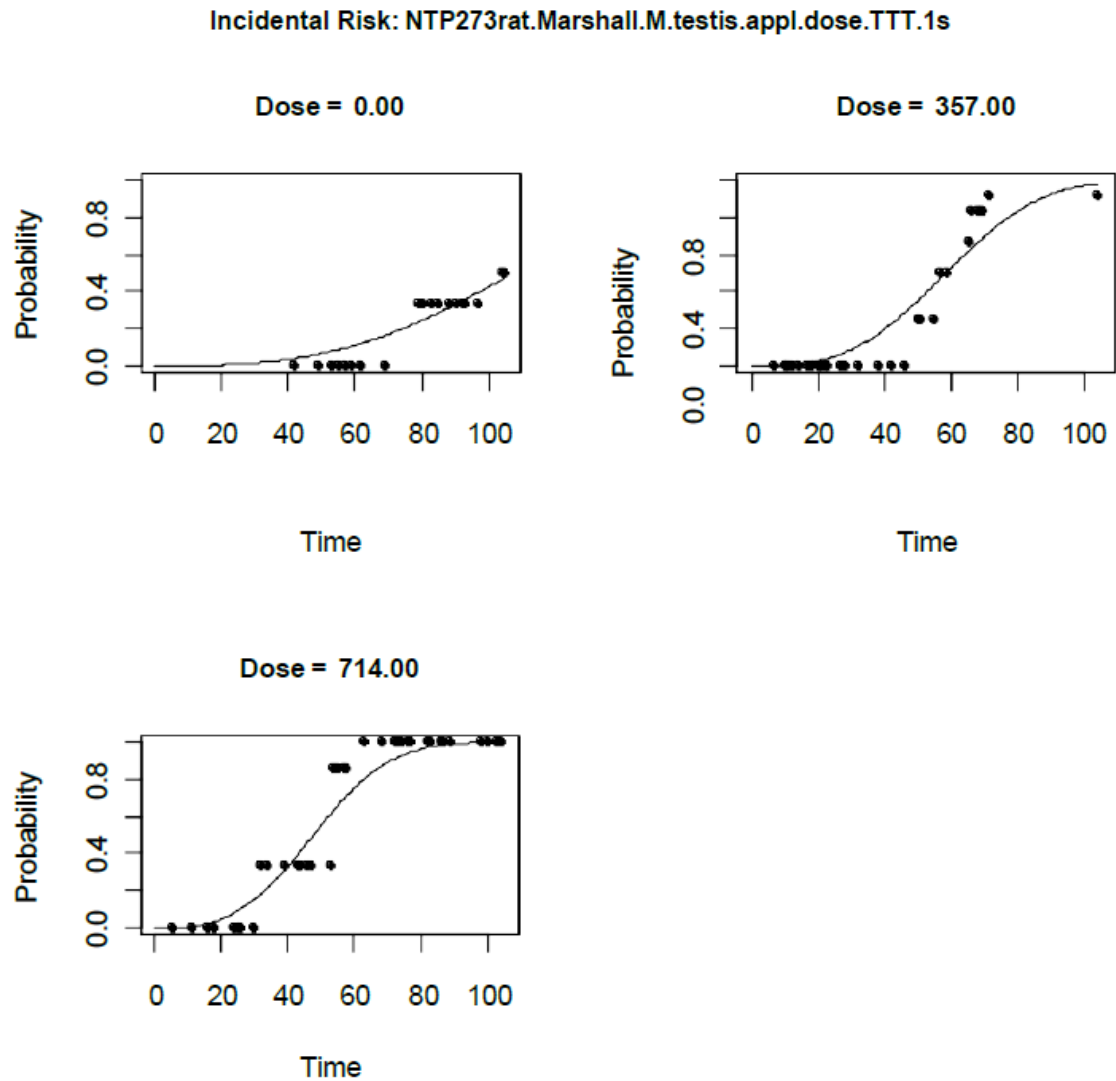 Incidental Risk: NTP273rat.Marshall.M.testis.appl.dose.TTT.1s
Dose = 0.00
Probability
0.0 0.4 0.8
0 20 40 60 80 100
Time
Dose = 357.00
Probability
0.0 0.4 0.8
0 20 40 60 80 100
Time
Dose = 714.00
Probability
0.0 0.4 0.8
0 20 40 60 80 100
Time